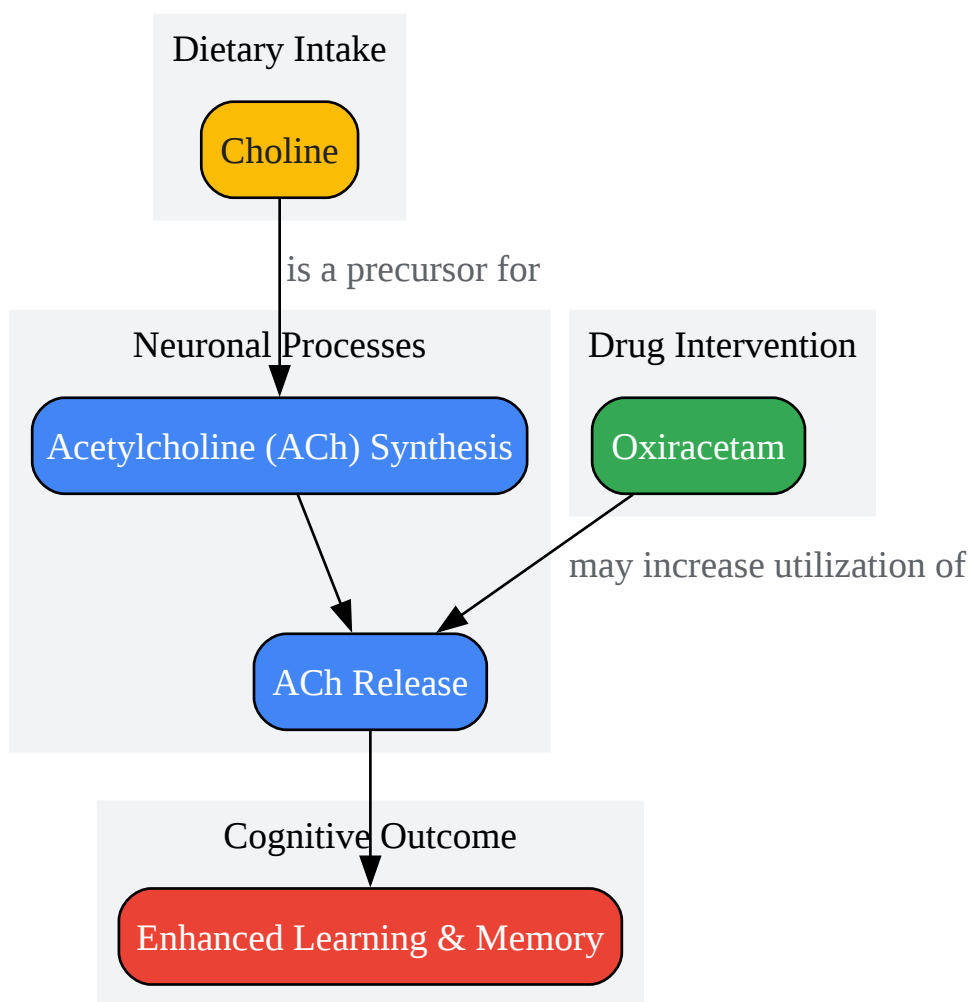 Dietary Intake
Choline
is a precursor for
Neuronal Processes
Drug Intervention
Acetylcholine (ACh) Synthesis
Oxiracetam
may increase utilization of
ACh Release
Cognitive Outcome
Enhanced Learning & Memory